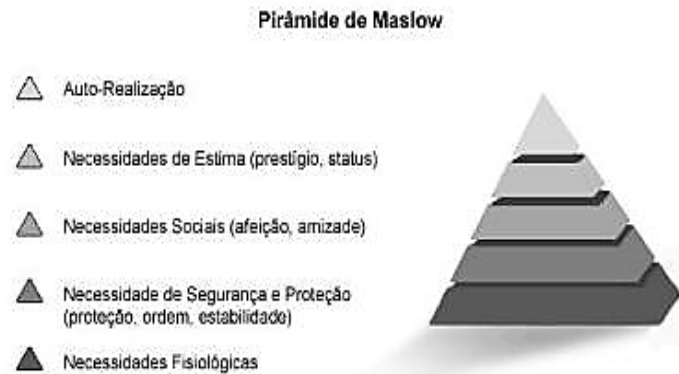 Pirâmide de Maslow
Auto-Realização
Necessidades de Estima (prestígio, status)
Necessidades Sociais (afeição, amizade)
Necessidade de Segurança e Proteção
(proteção, ordem, estabilidade)
Necessidades Fisiológicas